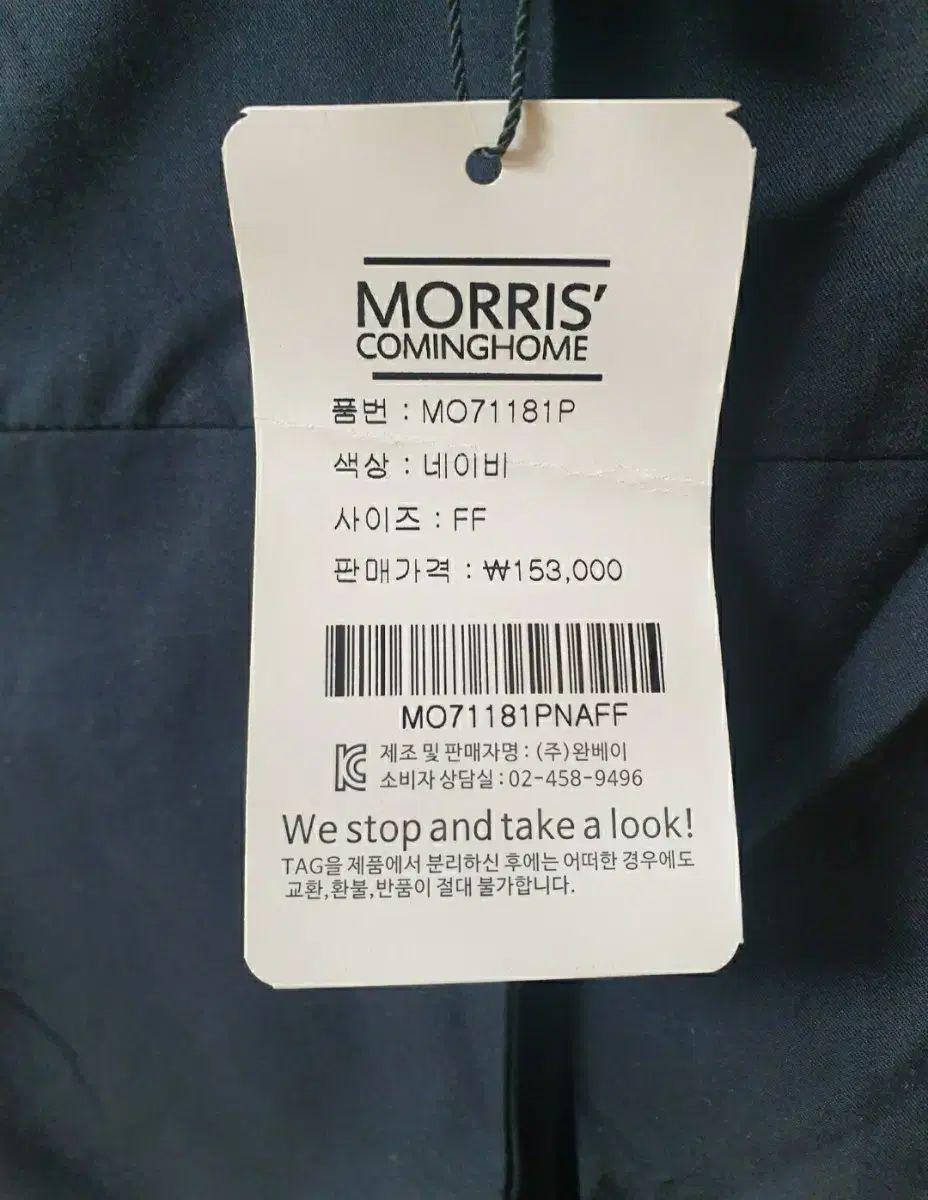 MORRIS'
COMINGHOME
품번 : MO71181P
색상 : 네이비
사이즈 : FF
판매가격 : ₩153,000
MO71181PNAFF
제조 및 판매자명 : (주)완베이
소비자 상담실 : 02-458-9496
We stop and take a look!
TAG을 제품에서 분리하신 후에는 어떠한 경우에도
교환,환불,반품이 절대 불가합니다.